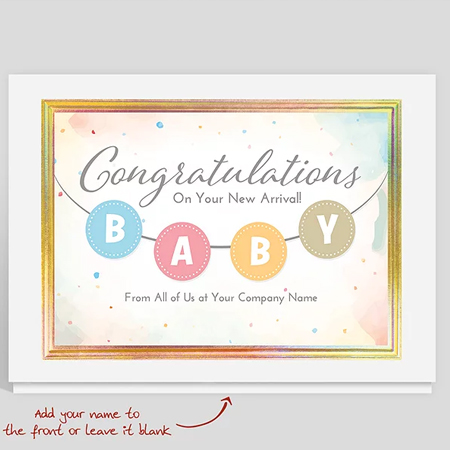 Congratulations
On Your New Arrival!
BABY
From All of Us at Your Company Name
Add your name to
the front or leave it blank